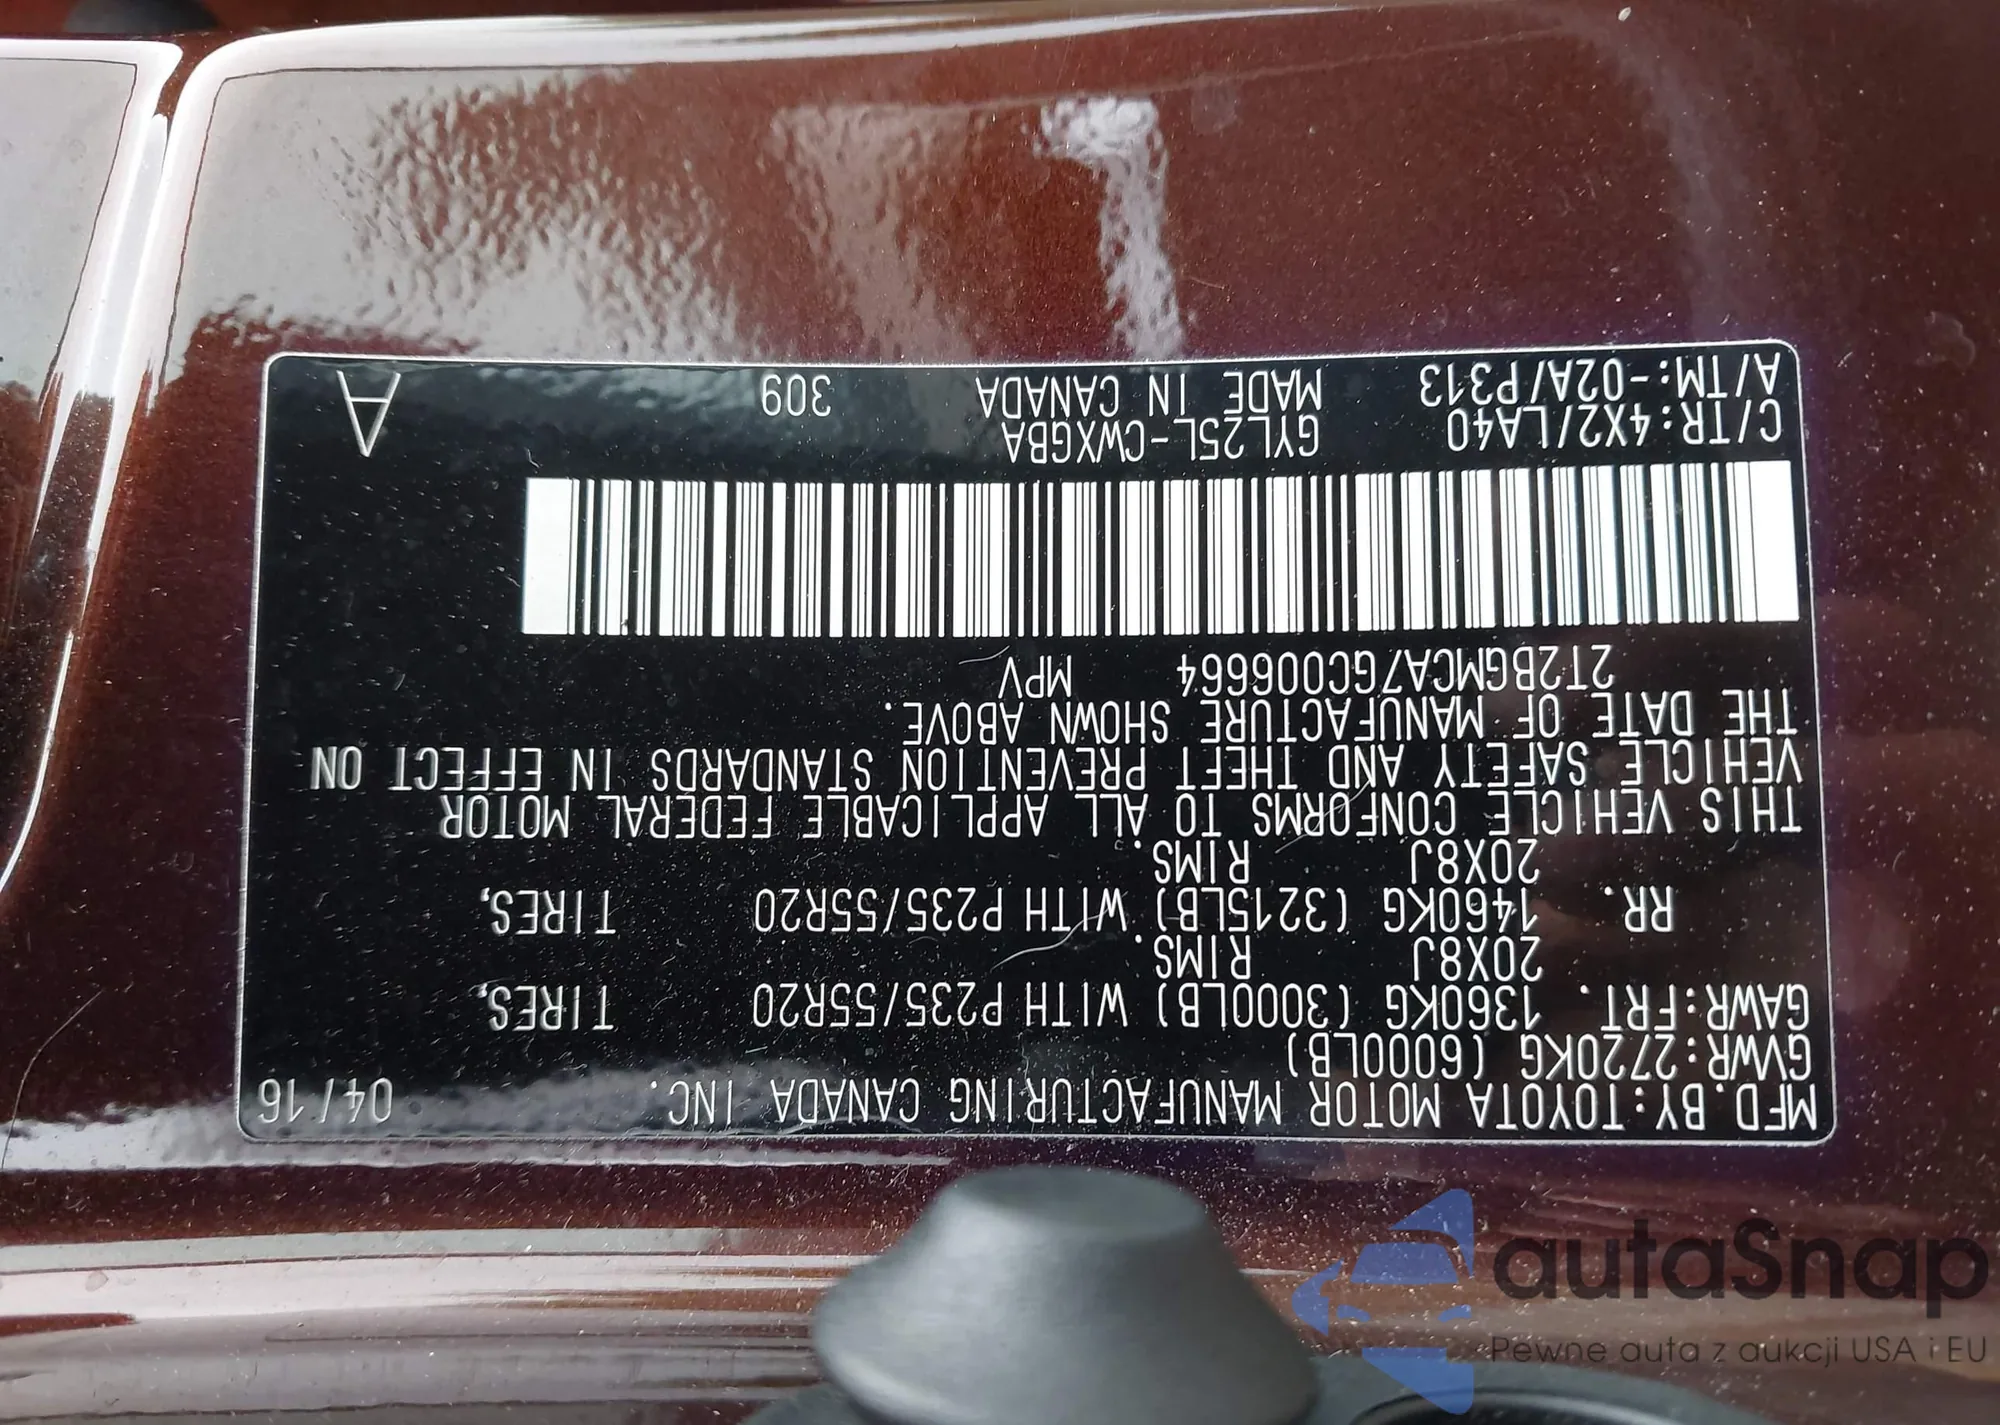 MFD.BY:TOYOTA MOTOR MANUFACTURING CANADA INC. 04/16
GVWR:2720KG (6000LB)
GAWR:FRT. 1360KG (3000LB) WITH P235/55R20 TIRES,
20X8J RIMS.
RR. 1460KG (3215LB) WITH P235/55R20 TIRES,
20X8J RIMS.
THIS VEHICLE CONFORMS TO ALL APPLICABLE FEDERAL MOTOR
VEHICLE SAFETY AND THEFT PREVENTION STANDARDS IN EFFECT ON
THE DATE OF MANUFACTURE SHOWN ABOVE.
2T2BGMCA7GC006664 MPV
C/TR:4X2/LA40 GYL25L-CWXGBA A
A/TM:-02A/P313 MADE IN CANADA 309
autaSnap
Pewne auta z aukcji USA i EU